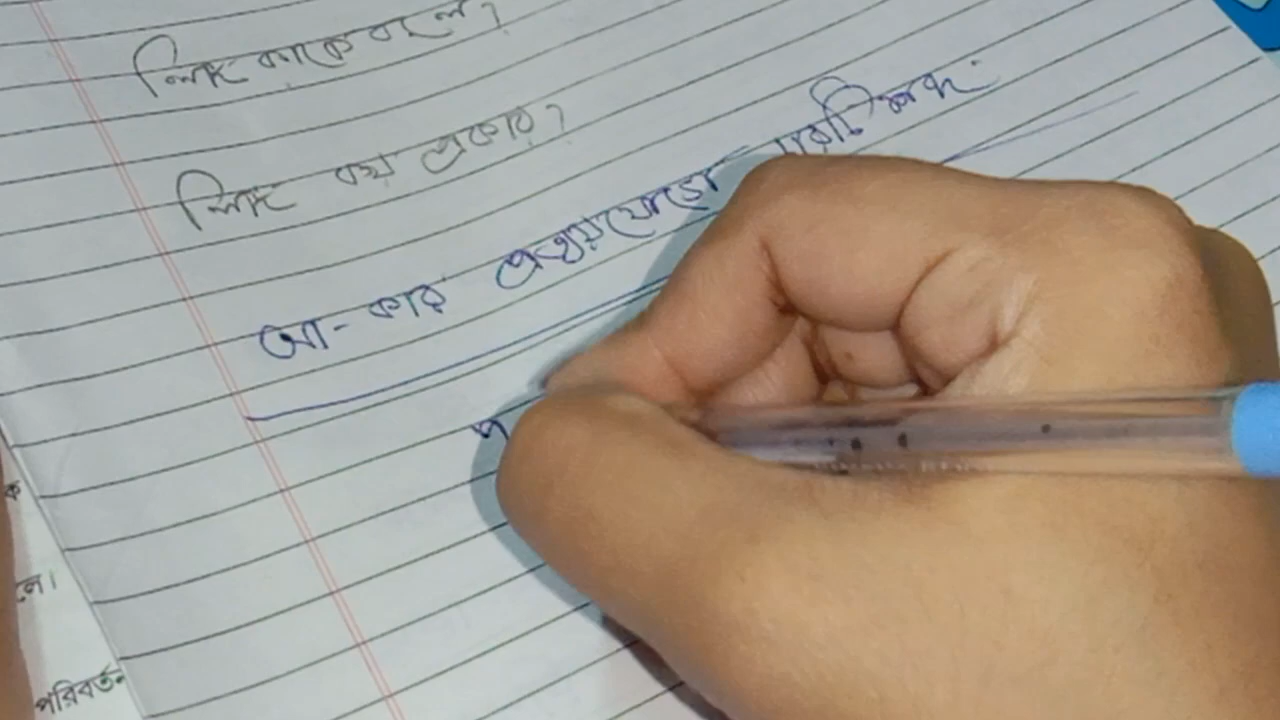 লিঙ্গ কাকে বলে?
লিঙ্গ কয় প্রকার?
আ-কার প্রত্যয়যোগে
ক
লে।
পরিবর্তন